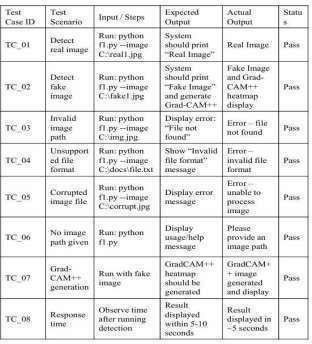 Test Case ID
Test Scenario
Input / Steps
Expected Output
Actual Output
Statu
s
TC_01
Detect
real image
Run: python
f1.py --image
C:\real1.jpg
System
should print
“Real Image”
Real Image
Pass
TC_02
Detect
fake
image
Run: python
f1.py --image
C:\fake1.jpg
System
should print
“Fake Image”
and generate
Grad-CAM++
Fake Image
and Grad-
CAM++
heatmap
display
Pass
TC_03
Invalid
image
path
Run: python
f1.py --image
C:\img.jpg
Display error:
“File not
found”
Error – file
not found
Pass
TC_04
Unsupport
ed file
format
Run: python
f1.py --image
C:\docs\file.txt
Show “Invalid
file format”
message
Error –
invalid file
format
Pass
TC_05
Corrupted
image file
Run: python
f1.py --image
C:\corrupt.jpg
Display error
message
Error –
unable to
process
image
Pass
TC_06
No image
path given
Run: python
f1.py
Display
usage/help
message
Please
provide an
image path
Pass
TC_07
Grad-
CAM++
generation
Run with fake
image
GradCAM++
heatmap
should be
generated
GradCAM+
+ image
generated
and display
Pass
TC_08
Response
time
Observe time
after running
detection
Result
displayed
within 5-10
seconds
Result
displayed in
~5 seconds
Pass